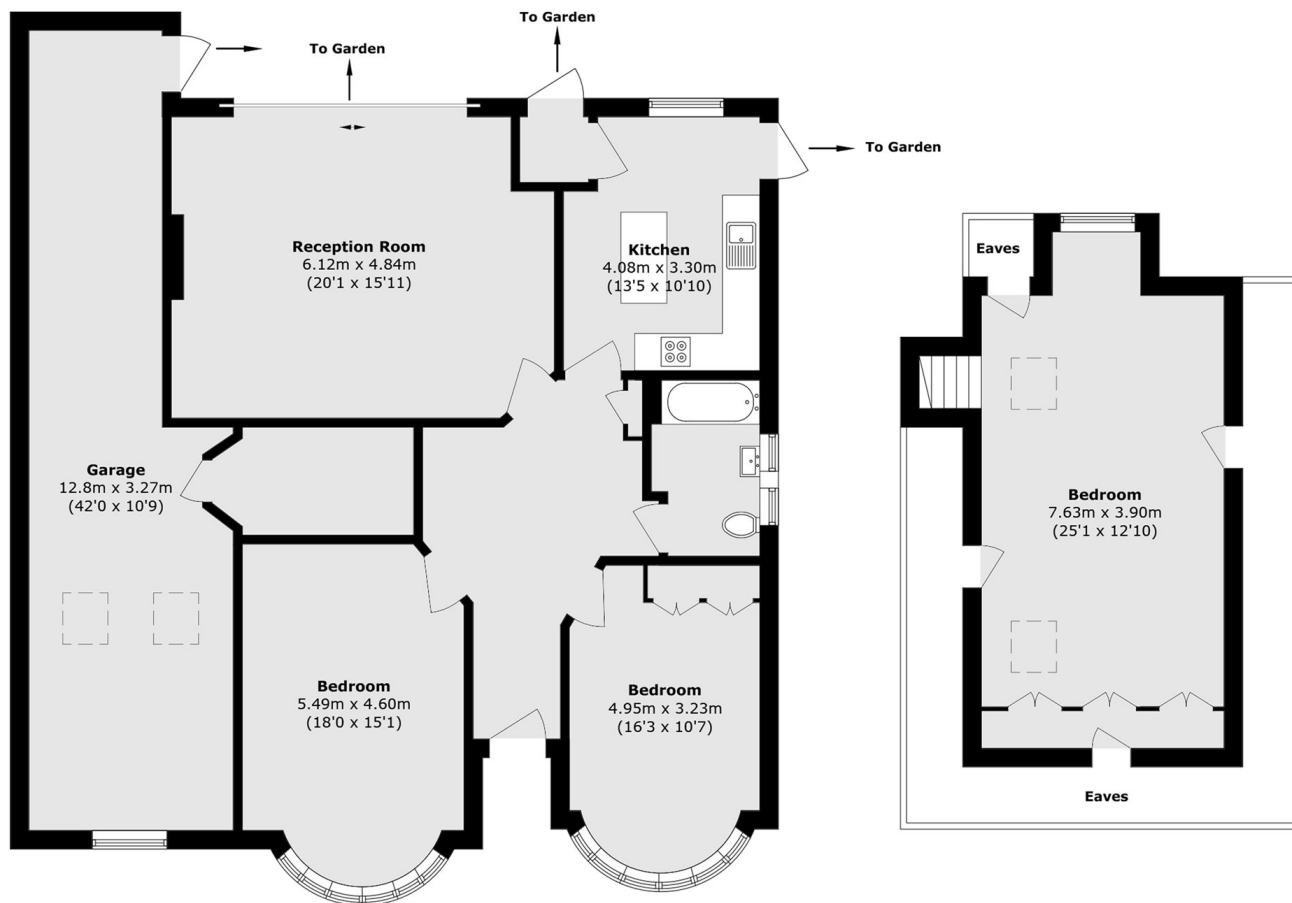 To Garden
To Garden
To Garden
Reception Room
6.12m x 4.84m
(20'1 x 15'11)
Kitchen
4.08m x 3.30m
(13'5 x 10'10)
Garage
12.8m x 3.27m
(42'0 x 10'9)
Bedroom
5.49m x 4.60m
(18'0 x 15'1)
Bedroom
4.95m x 3.23m
(16'3 x 10'7)
Eaves
Bedroom
7.63m x 3.90m
(25'1 x 12'10)
Eaves